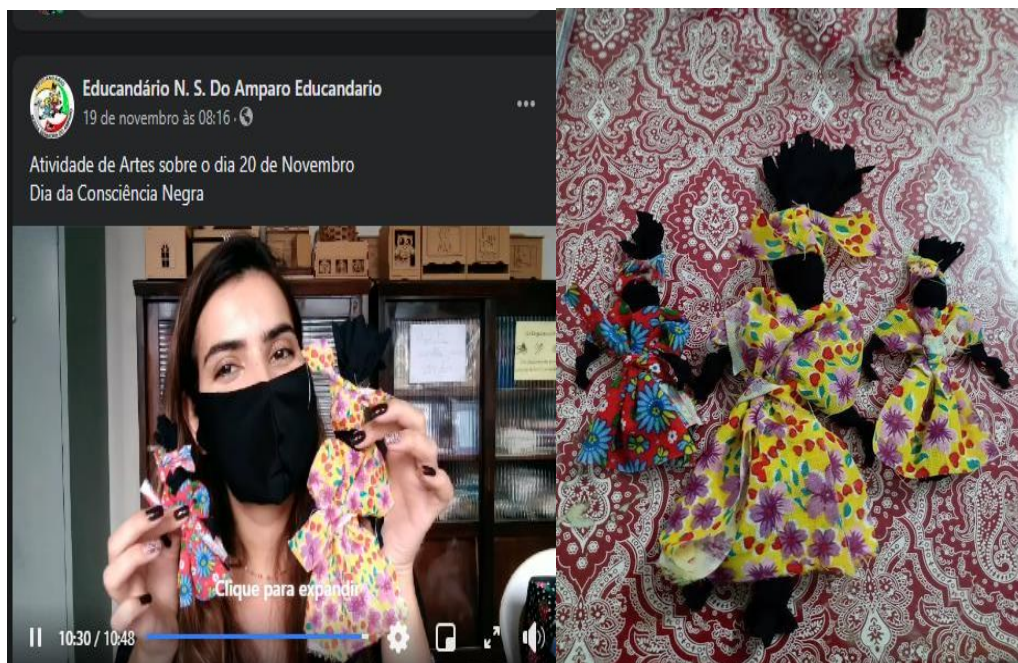 Educandário N. S. Do Amparo Educandario
19 de novembro às 08:16 ·
Atividade de Artes sobre o dia 20 de Novembro
Dia da Consciência Negra
Clique para expandir
10:30 / 10:48